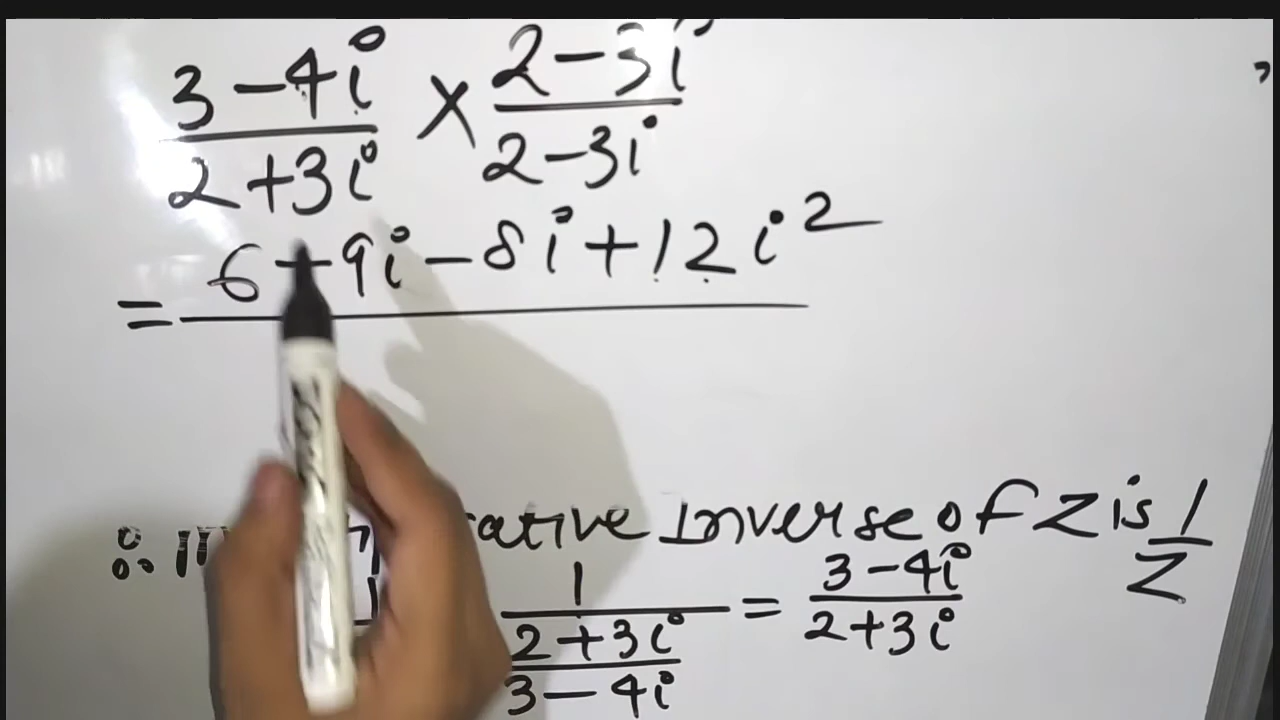 3-4i/2+3i × 2-3i/2-3i
= 6+9i-8i+12i²
∴ ative Inverse of Z is 1/Z
1/(2+3i/3-4i) = 3-4i/2+3i